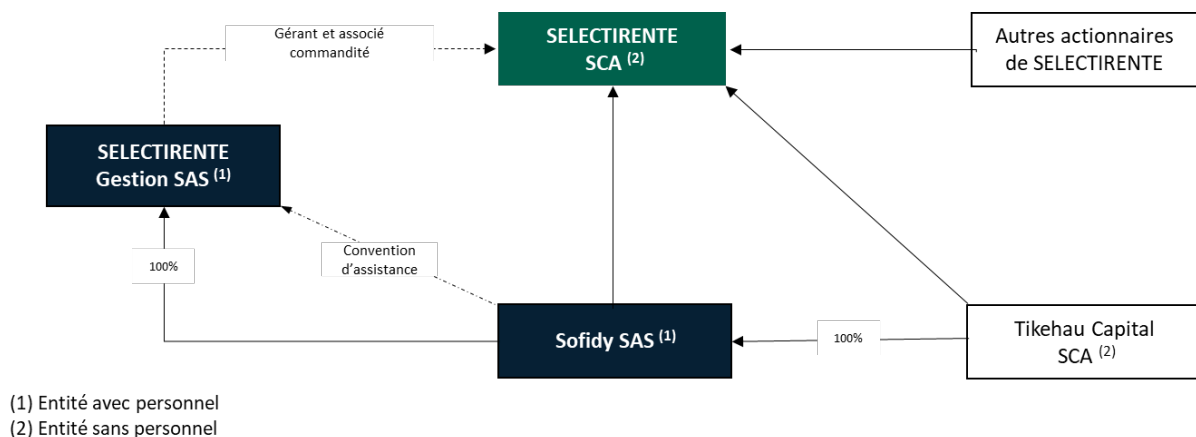 Gérant et associé
commandité
SELECTIRENTE
SCA (2)
Autres actionnaires
de SELECTIRENTE
SELECTIRENTE
Gestion SAS (1)
100%
Convention
d’assistance
Sofidy SAS (1)
100%
Tikehau Capital
SCA (2)
(1) Entité avec personnel
(2) Entité sans personnel